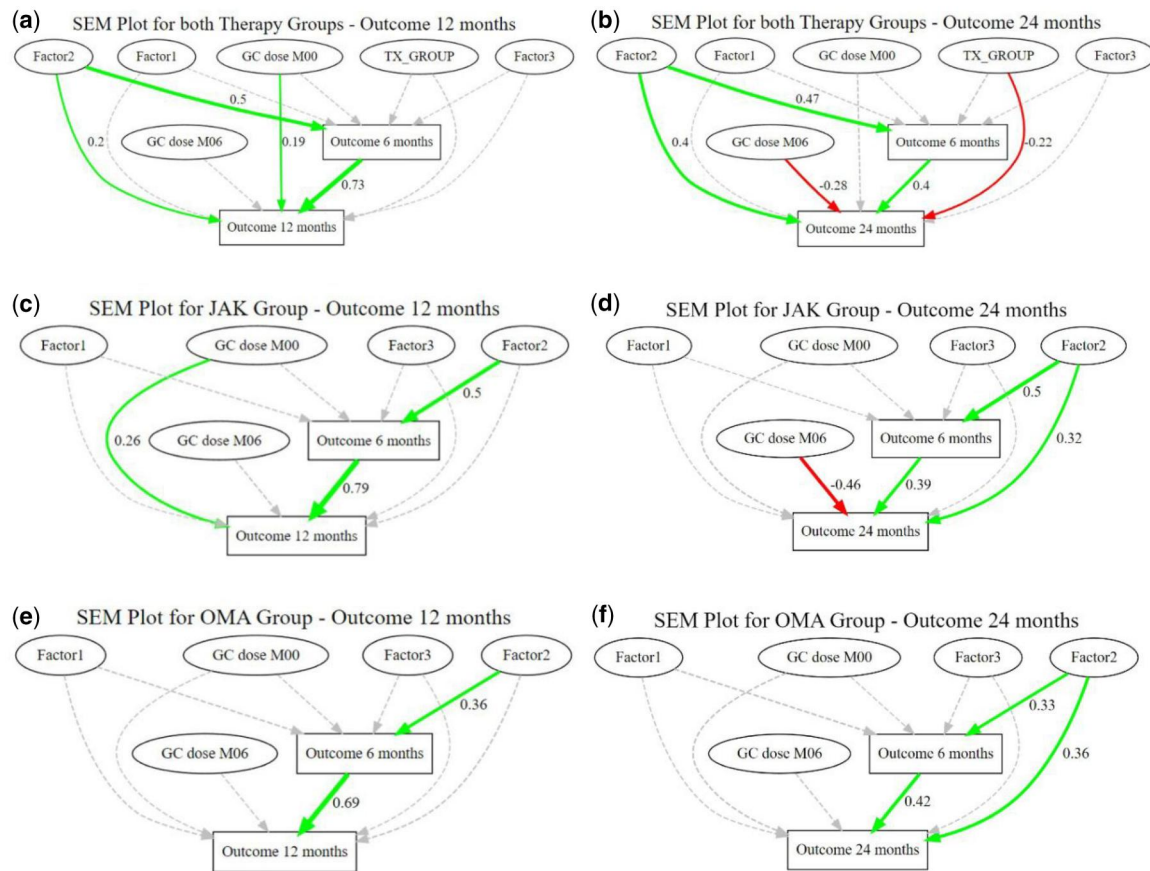 (a)
SEM Plot for both Therapy Groups - Outcome 12 months
Factor2
Factor1
GC dose M00
TX_GROUP
Factor3
0.5
GC dose M06
Outcome 6 months
0.2
0.19
0.73
Outcome 12 months
(b)
SEM Plot for both Therapy Groups - Outcome 24 months
Factor2
Factor1
GC dose M00
TX_GROUP
Factor3
0.47
GC dose M06
Outcome 6 months
0.4
-0.22
-0.28
0.4
Outcome 24 months
(c)
SEM Plot for JAK Group - Outcome 12 months
Factor1
GC dose M00
Factor3
Factor2
0.5
0.26
GC dose M06
Outcome 6 months
0.79
Outcome 12 months
(d)
SEM Plot for JAK Group - Outcome 24 months
Factor1
GC dose M00
Factor3
Factor2
0.5
GC dose M06
Outcome 6 months
0.32
-0.46
0.39
Outcome 24 months
(e)
SEM Plot for OMA Group - Outcome 12 months
Factor1
GC dose M00
Factor3
Factor2
0.36
GC dose M06
Outcome 6 months
0.69
Outcome 12 months
(f)
SEM Plot for OMA Group - Outcome 24 months
Factor1
GC dose M00
Factor3
Factor2
0.33
GC dose M06
Outcome 6 months
0.36
0.42
Outcome 24 months